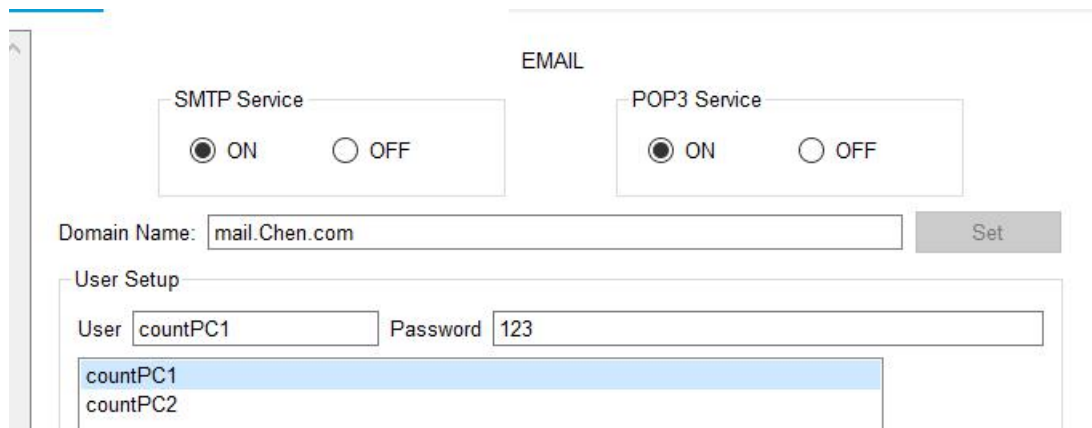 EMAIL
SMTP Service
POP3 Service
ON OFF
ON OFF
Domain Name: mail.Chen.com Set
User Setup
User countPC1 Password 123
countPC1
countPC2